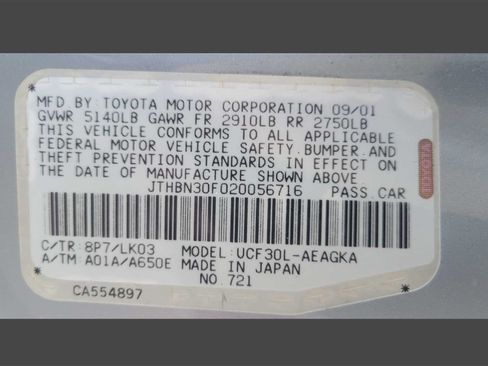 MFD BY TOYOTA MOTOR CORPORATION 09/01
GVWR 5140LB GAWR FR 2910LB RR 2750LB
THIS VEHICLE CONFORMS TO ALL APPLICABLE
FEDERAL MOTOR VEHICLE SAFETY, BUMPER, AND
THEFT PREVENTION STANDARDS IN EFFECT ON
THE DATE OF MANUFACTURE SHOWN ABOVE.
JTHBN30F020056716 PASS CAR
C/TR: 8P7/LK03 MODEL: UCF30L-AEAGKA
A/TM: A01A/A650E MADE IN JAPAN
NO. 721
CA554897
TOYOTA